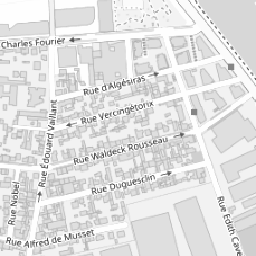 Charles Fourier
Rue d'Algésiras
Rue Vercingétorix
Rue Édouard Vaillant
Rue Waldeck Rousseau
Rue Duguesclin
Rue Nobel
Rue Alfred de Musset
Rue Edith Cave